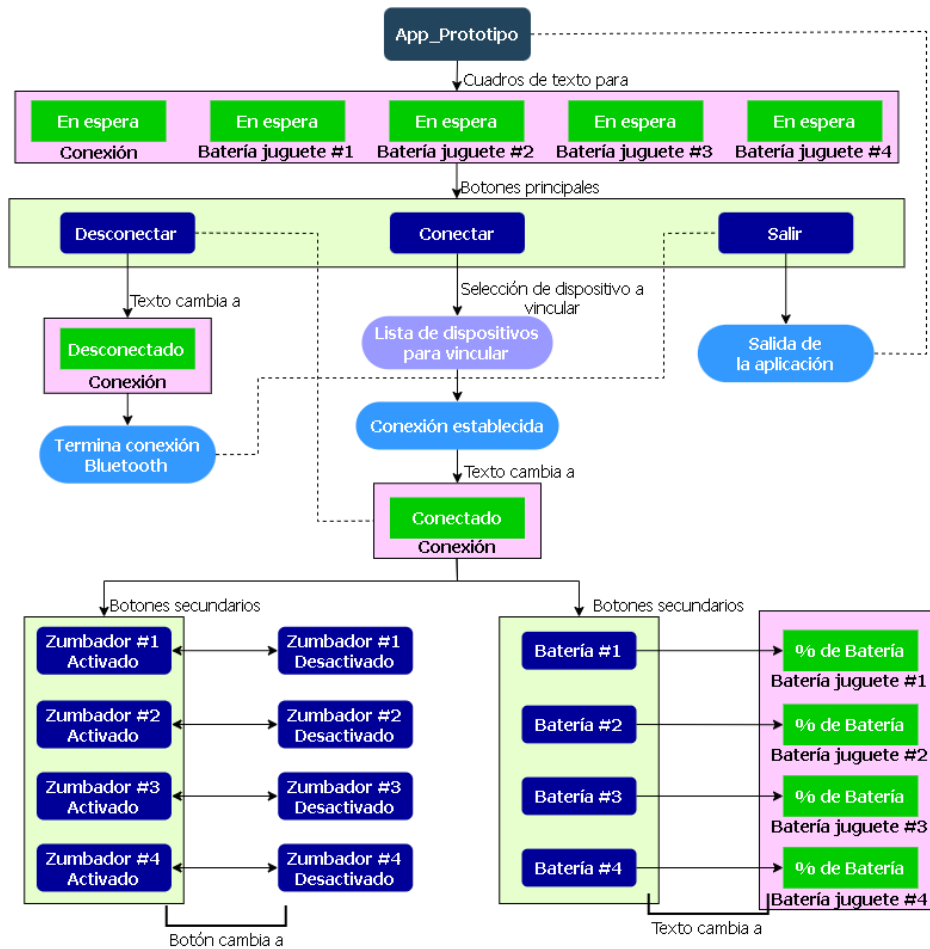 App_Prototipo
Cuadros de texto para
En espera
Conexión
En espera
Batería juguete #1
En espera
Batería juguete #2
En espera
Batería juguete #3
En espera
Batería juguete #4
Botones principales
Desconectar
Conectar
Salir
Texto cambia a
Selección de dispositivo a
vincular
Desconectado
Conexión
Lista de dispositivos
para vincular
Salida de
la aplicación
Termina conexión
Bluetooth
Conexión establecida
Texto cambia a
Conectado
Conexión
Botones secundarios
Botones secundarios
Zumbador #1
Activado
Zumbador #1
Desactivado
Batería #1
% de Batería
Batería juguete #1
Zumbador #2
Activado
Zumbador #2
Desactivado
Batería #2
% de Batería
Batería juguete #2
Zumbador #3
Activado
Zumbador #3
Desactivado
Batería #3
% de Batería
Batería juguete #3
Zumbador #4
Activado
Zumbador #4
Desactivado
Batería #4
% de Batería
Batería juguete #4
Botón cambia a
Texto cambia a